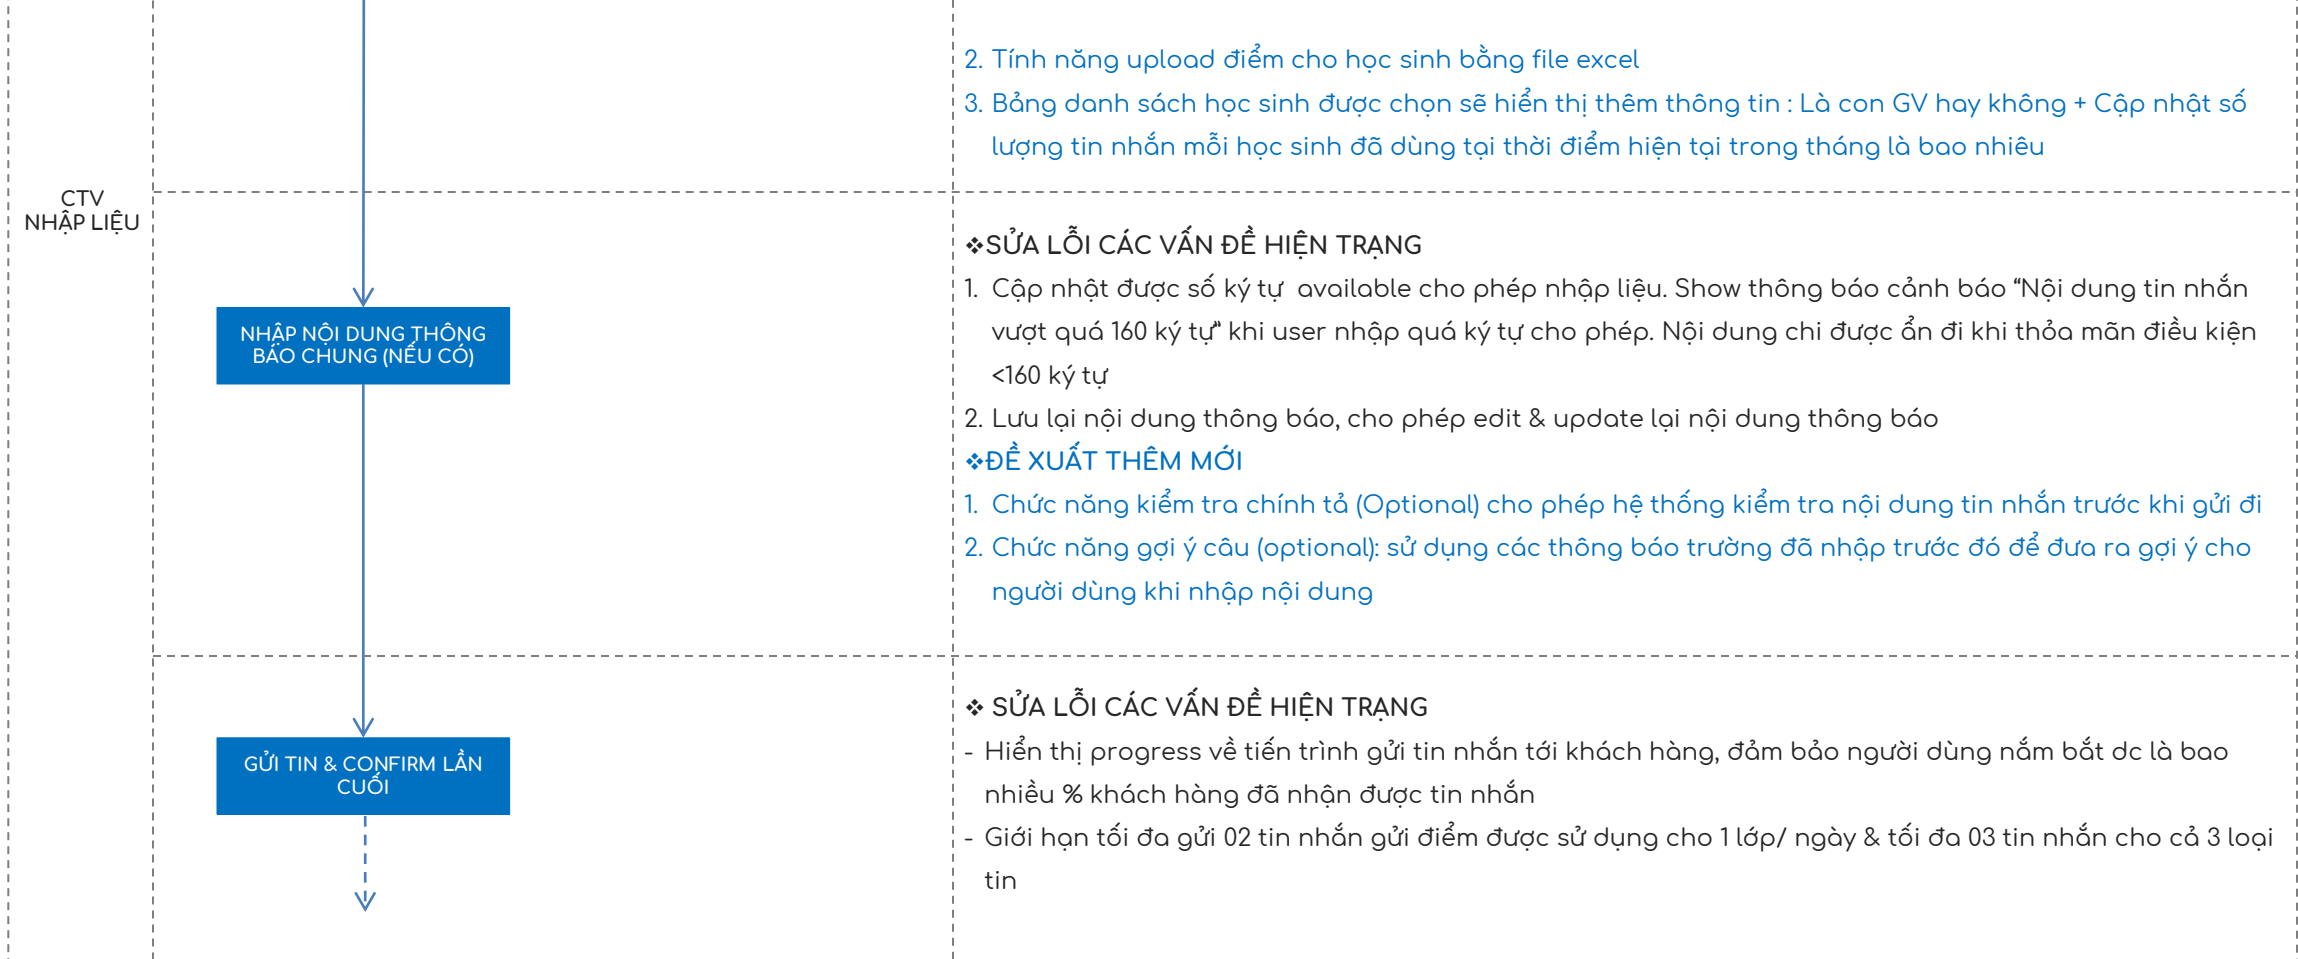 2. Tính năng upload điểm cho học sinh bằng file excel
3. Bảng danh sách học sinh được chọn sẽ hiển thị thêm thông tin : Là con GV hay không + Cập nhật số
lượng tin nhắn mỗi học sinh đã dùng tại thời điểm hiện tại trong tháng là bao nhiêu
CTV
NHẬP LIỆU
NHẬP NỘI DUNG THÔNG
BÁO CHUNG (NẾU CÓ)
❖SỬA LỖI CÁC VẤN ĐỀ HIỆN TRẠNG
1. Cập nhật được số ký tự  available cho phép nhập liệu. Show thông báo cảnh báo “Nội dung tin nhắn
vượt quá 160 ký tự” khi user nhập quá ký tự cho phép. Nội dung chi được ẩn đi khi thỏa mãn điều kiện
<160 ký tự
2. Lưu lại nội dung thông báo, cho phép edit & update lại nội dung thông báo
❖ĐỀ XUẤT THÊM MỚI
1. Chức năng kiểm tra chính tả (Optional) cho phép hệ thống kiểm tra nội dung tin nhắn trước khi gửi đi
2. Chức năng gợi ý câu (optional): sử dụng các thông báo trường đã nhập trước đó để đưa ra gợi ý cho
người dùng khi nhập nội dung
GỬI TIN & CONFIRM LẦN
CUỐI
❖ SỬA LỖI CÁC VẤN ĐỀ HIỆN TRẠNG
- Hiển thị progress về tiến trình gửi tin nhắn tới khách hàng, đảm bảo người dùng nắm bắt dc là bao
nhiều % khách hàng đã nhận được tin nhắn
- Giới hạn tối đa gửi 02 tin nhắn gửi điểm được sử dụng cho 1 lớp/ ngày & tối đa 03 tin nhắn cho cả 3 loại
tin